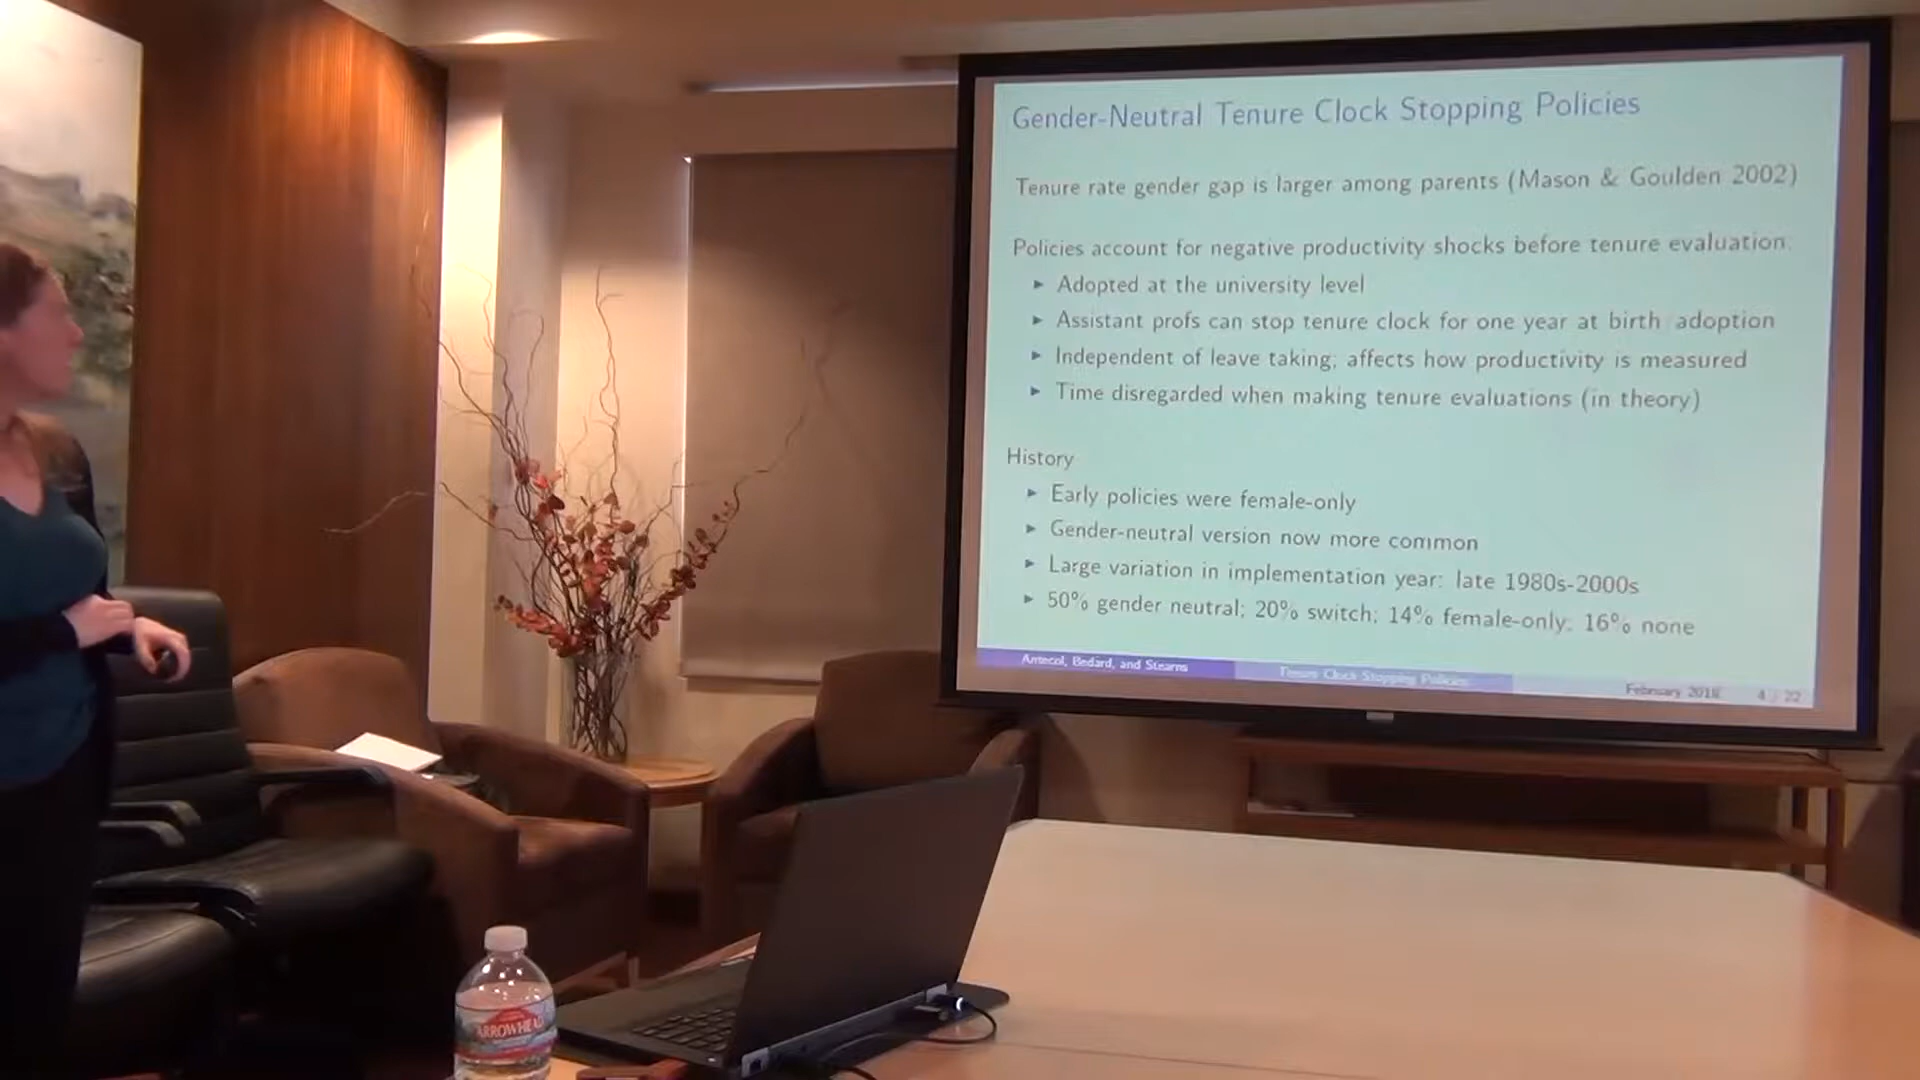 Gender-Neutral Tenure Clock Stopping Policies
Tenure rate gender gap is larger among parents (Mason & Goulden 2002)
Policies account for negative productivity shocks before tenure evaluation:
► Adopted at the university level
► Assistant profs can stop tenure clock for one year at birth/adoption
► Independent of leave taking; affects how productivity is measured
► Time disregarded when making tenure evaluations (in theory)
History
► Early policies were female-only
► Gender-neutral version now more common
► Large variation in implementation year: late 1980s-2000s
► 50% gender neutral; 20% switch; 14% female-only; 16% none
Antecol, Bedard, and Stearns
Tenure Clock Stopping Policies
February 2018
4 / 22
ARROWHEAD